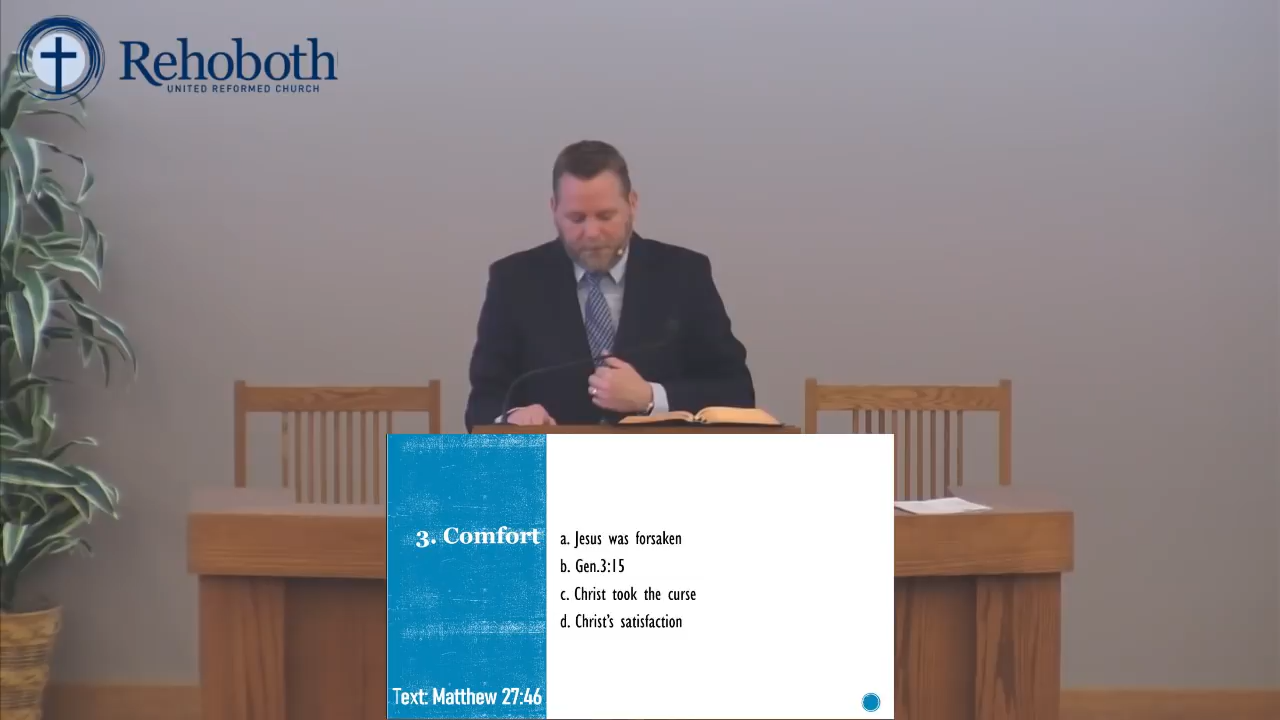 Rehoboth
UNITED REFORMED CHURCH
3. Comfort
a. Jesus was forsaken
b. Gen.3:15
c. Christ took the curse
d. Christ's satisfaction
Text: Matthew 27:46